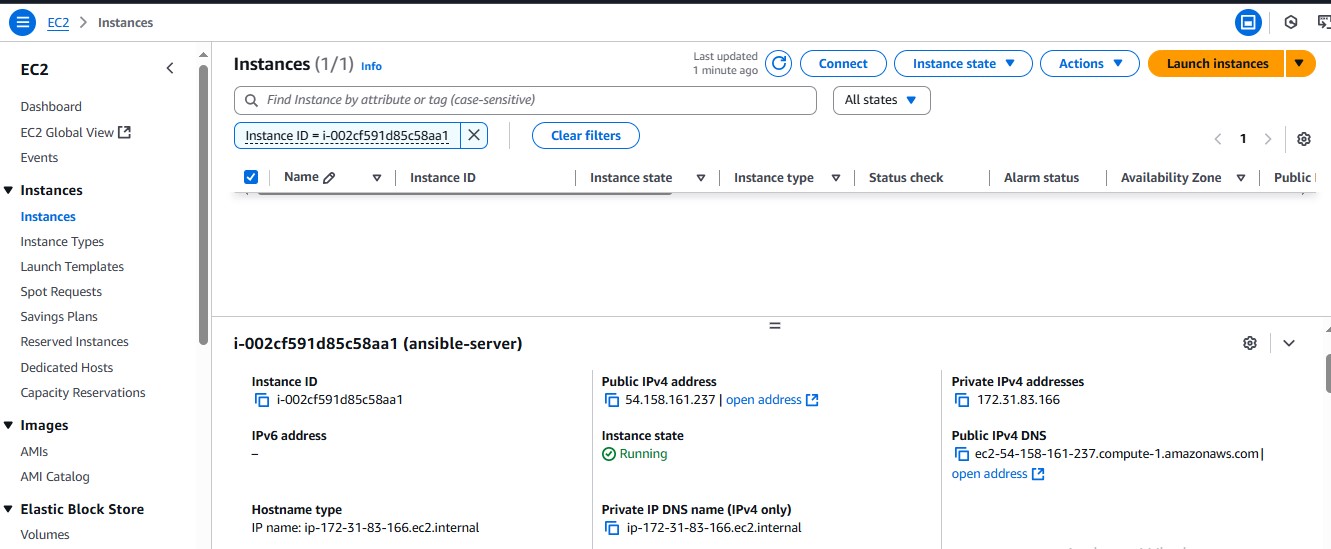 EC2 > Instances
EC2
Dashboard
EC2 Global View
Events
Instances
Instances
Instance Types
Launch Templates
Spot Requests
Savings Plans
Reserved Instances
Dedicated Hosts
Capacity Reservations
Images
AMIs
AMI Catalog
Elastic Block Store
Volumes
Instances (1/1) Info
Last updated
1 minute ago
Connect
Instance state
Actions
Launch instances
Find Instance by attribute or tag (case-sensitive)
All states
Instance ID = i-002cf591d85c58aa1
Clear filters
1
Name Instance ID Instance state Instance type Status check Alarm status Availability Zone Public
i-002cf591d85c58aa1 (ansible-server)
Instance ID
i-002cf591d85c58aa1
Public IPv4 address
54.158.161.237 | open address
Private IPv4 addresses
172.31.83.166
IPv6 address
–
Instance state
Running
Public IPv4 DNS
ec2-54-158-161-237.compute-1.amazonaws.com |
open address
Hostname type
IP name: ip-172-31-83-166.ec2.internal
Private IP DNS name (IPv4 only)
ip-172-31-83-166.ec2.internal